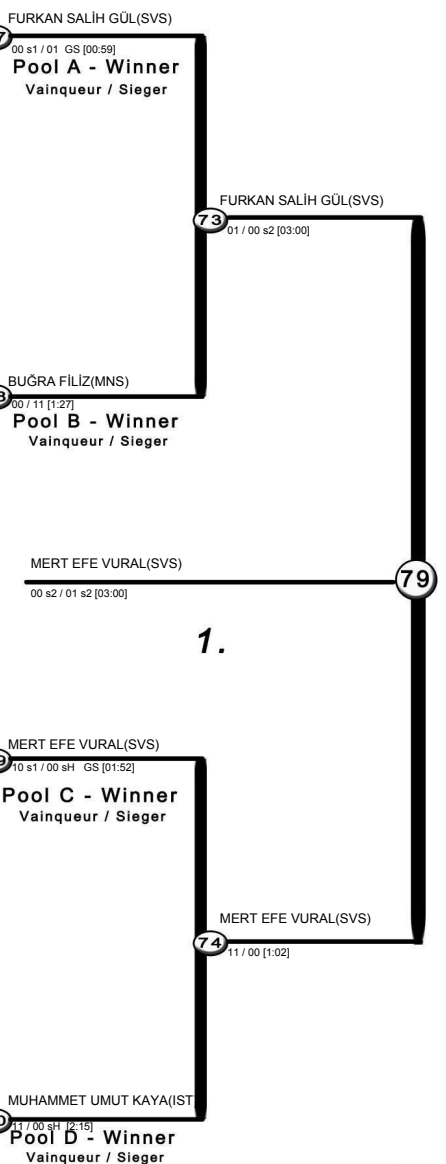 FURKAN SALİH GÜL(SVS)
00 s1 / 01 GS [00:59]
Pool A - Winner
Vainqueur / Sieger
FURKAN SALİH GÜL(SVS)
73
01 / 00 s2 [03:00]
BUĞRA FİLİZ(MNS)
00 / 11 [1:27]
Pool B - Winner
Vainqueur / Sieger
MERT EFE VURAL(SVS)
79
00 s2 / 01 s2 [03:00]
1.
MERT EFE VURAL(SVS)
10 s1 / 00 sH GS [01:52]
Pool C - Winner
Vainqueur / Sieger
MERT EFE VURAL(SVS)
74
11 / 00 [1:02]
MUHAMMET UMUT KAYA(IST
11 / 00 sH [2:15]
Pool D - Winner
Vainqueur / Sieger